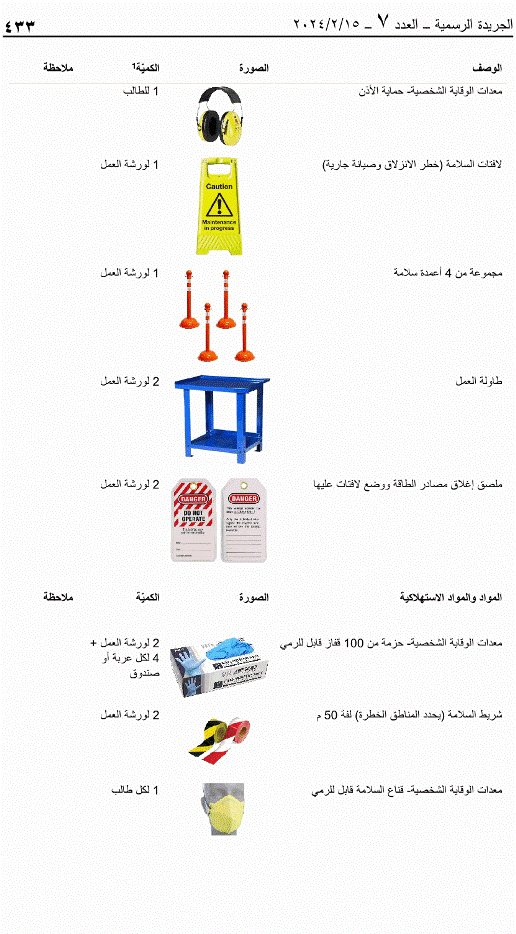 الجريدة الرسمية – العدد ٧ – ٢٠٢٤/٢/١٥ ٤٣٣
الوصف الصورة الكميّة1 ملاحظة
معدات الوقاية الشخصية- حماية الأذن 1 للطالب
لافتات السلامة (خطر الانزلاق وصيانة جارية) 1 لورشة العمل
Caution
Maintenance
in progress
مجموعة من 4 أعمدة سلامة 1 لورشة العمل
طاولة العمل 2 لورشة العمل
ملصق إغلاق مصادر الطاقة ووضع لافتات عليها 2 لورشة العمل
DANGER DANGER
DO NOT
OPERATE
المواد والمواد الاستهلاكية الصورة الكميّة ملاحظة
معدات الوقاية الشخصية- حزمة من 100 قفاز قابل للرمي 2 لورشة العمل +
4 لكل عربة أو
صندوق
شريط السلامة (يحدد المناطق الخطرة) لفة 50 م 2 لورشة العمل
معدات الوقاية الشخصية- قناع السلامة قابل للرمي 1 لكل طالب